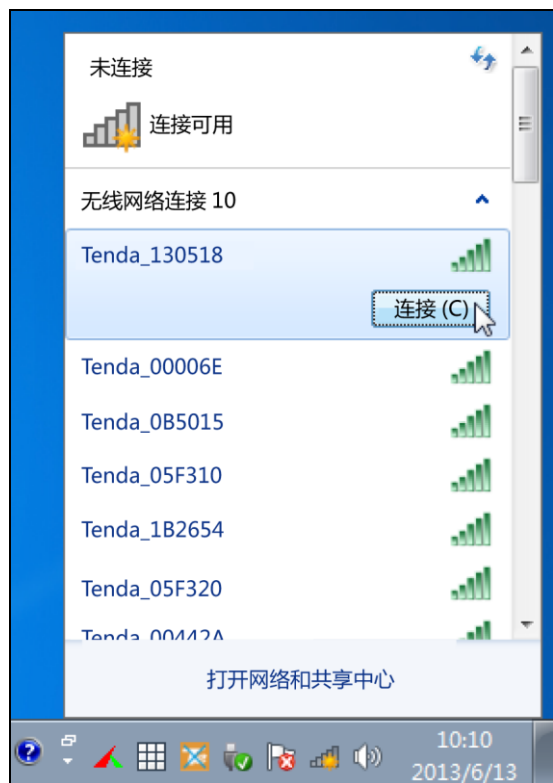 未连接
连接可用
无线网络连接 10
Tenda_130518
连接 (C)
Tenda_00006E
Tenda_0B5015
Tenda_05F310
Tenda_1B2654
Tenda_05F320
Tenda_00442A
打开网络和共享中心
10:10
2013/6/13